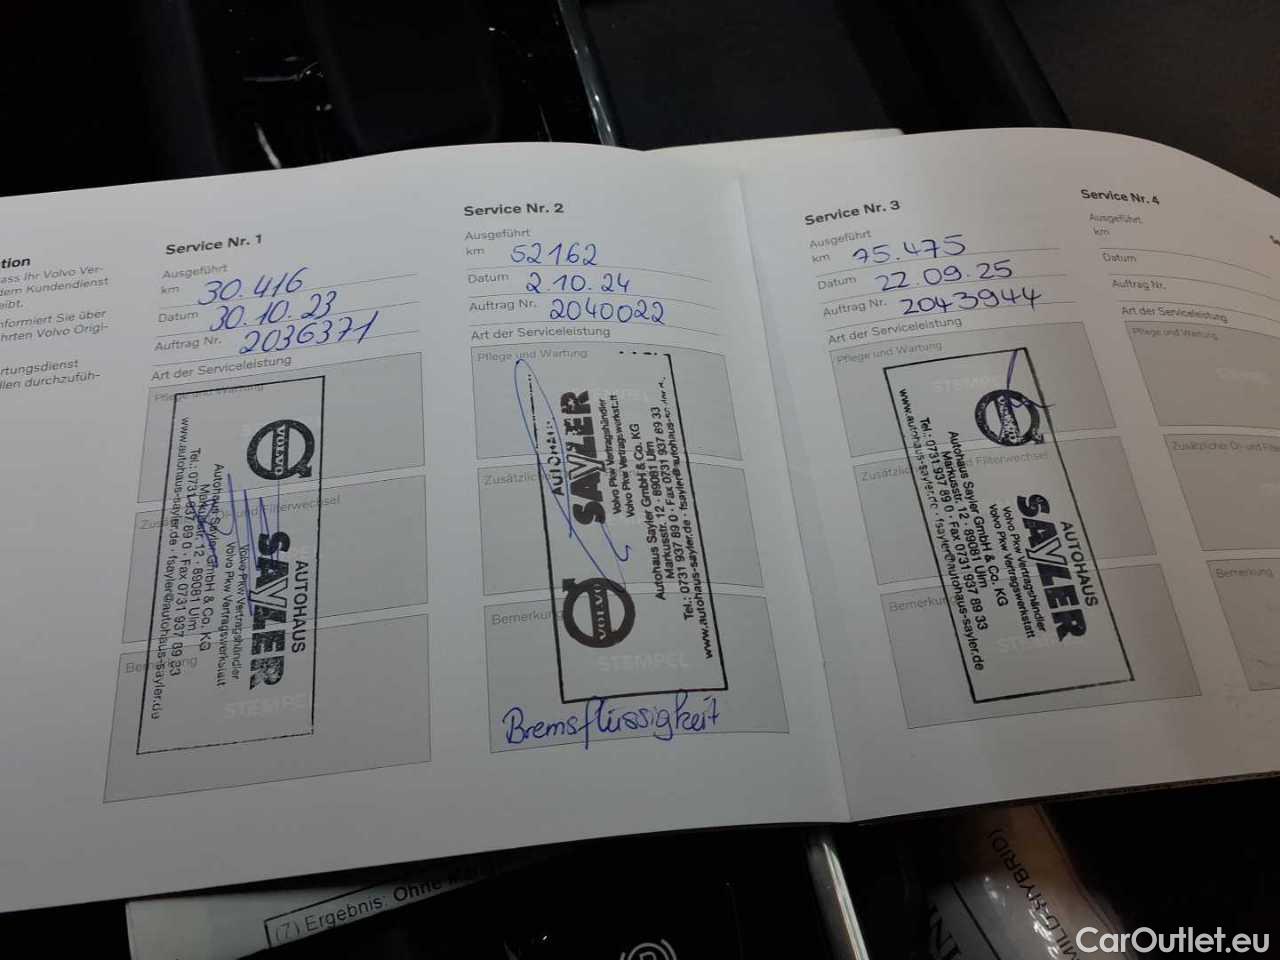 tion
ass Ihr Volvo Ver-
dem Kundendienst
eibt.
nformiert Sie über
hrten Volvo Origi-
rtungsdienst
llen durchzufüh-
Service Nr. 1
Ausgeführt
km 30.416
Datum 30.10.23
Auftrag Nr. 2036371
Art der Serviceleistung
Pflege und Wartung
Zusä Öl- und Filterwechsel
Bemerkung
STEMPEL
VOLVO
AUTOHAUS
SAYLER
Volvo Pkw Vertragshändler
Volvo Pkw Vertragswerkstatt
Autohaus Sayler GmbH & Co. KG
Markusstr. 12 · 89081 Ulm
Tel.: 0731 937 89 0 · Fax 0731 937 89 33
www.autohaus-sayler.de · fsayler@autohaus-sayler.de
Service Nr. 2
Ausgeführt
km 52162
Datum 2.10.24
Auftrag Nr. 2040022
Art der Serviceleistung
Pflege und Wartung
Zusätzlich
Bemerkung
STEMPEL
VOLVO
AUTOHAU
SAYLER
Volvo Pkw Vertragshändler
Volvo Pkw Vertragswerkstatt
Autohaus Sayler GmbH & Co. KG
Markusstr. 12 · 89081 Ulm
Tel.: 0731 937 89 0 · Fax 0731 937 89 33
www.autohaus-sayler.de · fsayler@autohaus
Bremsflüssigkeit
Service Nr. 3
Ausgeführt
km 75.475
Datum 22.09.25
Auftrag Nr. 2043944
Art der Serviceleistung
Pflege und Wartung
Zusätzlic und Filterwechsel
Bemerkung
STEMPEL
VOLVO
AUTOHAUS
SAYLER
Volvo Pkw Vertragshändler
Volvo Pkw Vertragswerkstatt
Autohaus Sayler GmbH & Co. KG
Markusstr. 12 · 89081 Ulm
Tel.: 0731 937 89 0 · Fax 0731 937 89 33
www.autohaus-sayler.de · fsayler@autohaus-sayler.de
Service Nr. 4
Ausgeführt
km
Datum
Auftrag Nr.
Art der Serviceleistung
Pflege und Wartung
STEMPEL
Zusätzlicher Öl- und Filte
Bemerkung
(7) Ergebnis: Ohne
MILD-HYBRID)
CarOutlet.eu